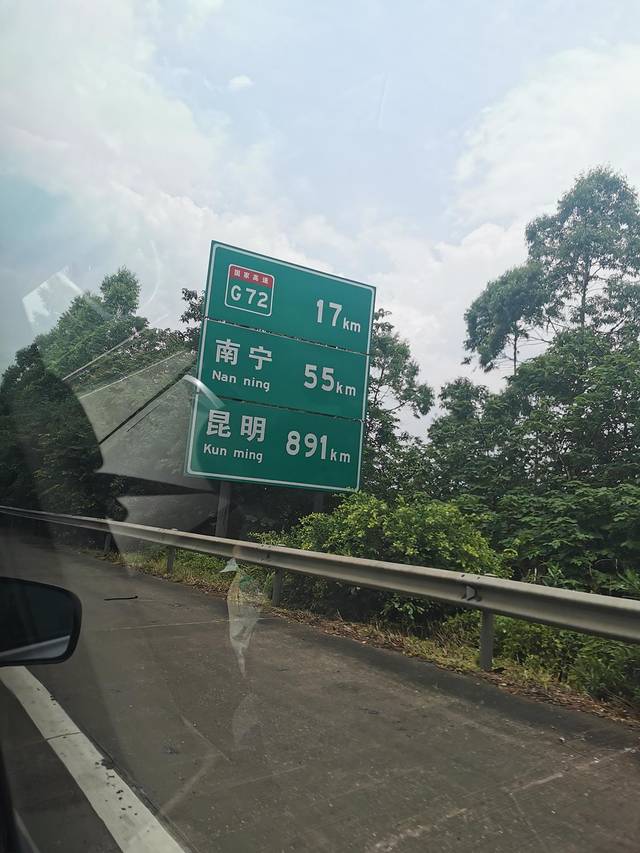 国家高速
G72 17km
南宁 55km
Nan ning
昆明 891km
Kun ming